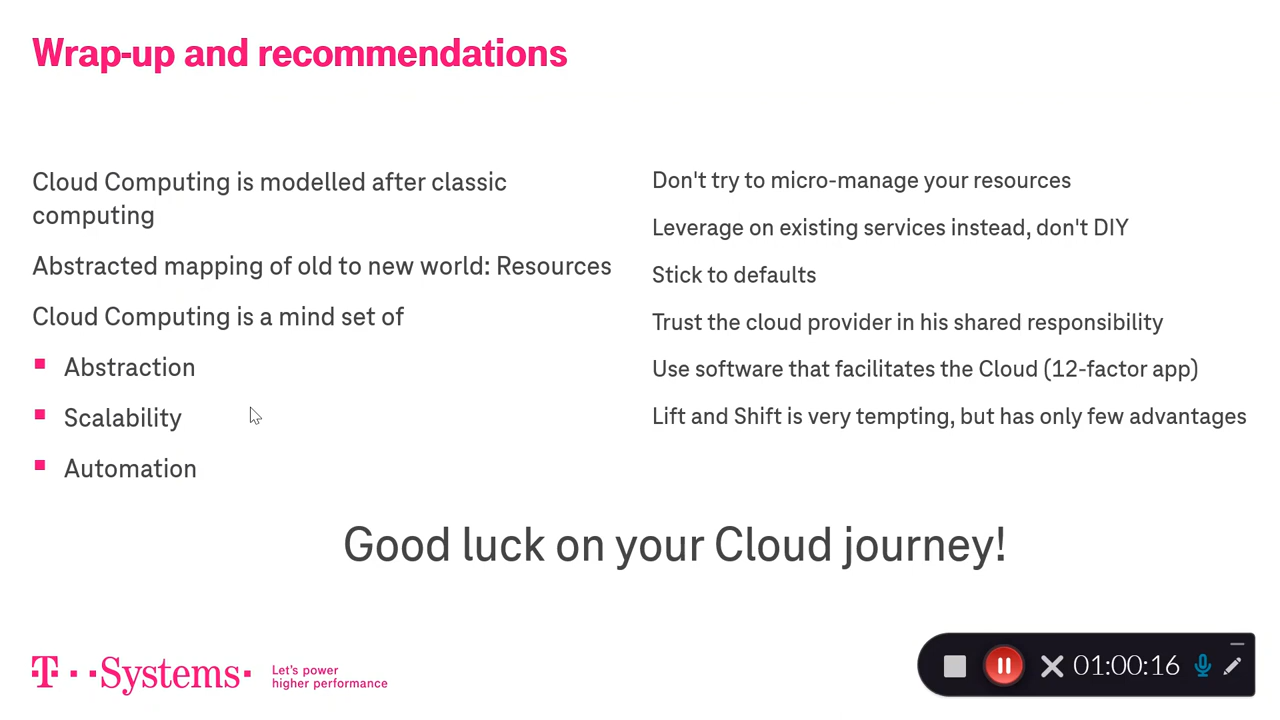 Wrap-up and recommendations
Cloud Computing is modelled after classic
computing
Abstracted mapping of old to new world: Resources
Cloud Computing is a mind set of
Abstraction
Scalability
Automation
Don't try to micro-manage your resources
Leverage on existing services instead, don't DIY
Stick to defaults
Trust the cloud provider in his shared responsibility
Use software that facilitates the Cloud (12-factor app)
Lift and Shift is very tempting, but has only few advantages
Good luck on your Cloud journey!
T··Systems·
Let's power
higher performance
01:00:16